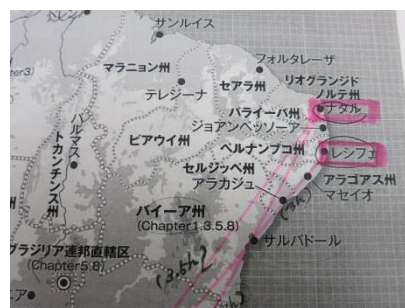 サンルイス
フォルタレーザ
マラニョン州
セアラ州
リオグランジド
ノルテ州
テレジーナ
パライーバ州
ナタル
ジョアンペッソーア
ピアウイ州
ペルナンブコ州
レシフェ
パルマス
トカンチンス州
セルジッペ州
アラゴアス州
アラカジュ
マセイオ
バイーア州
(Chapter1.3.5.8)
サルバドール
ブラジリア連邦直轄区
(Chapter5.8)